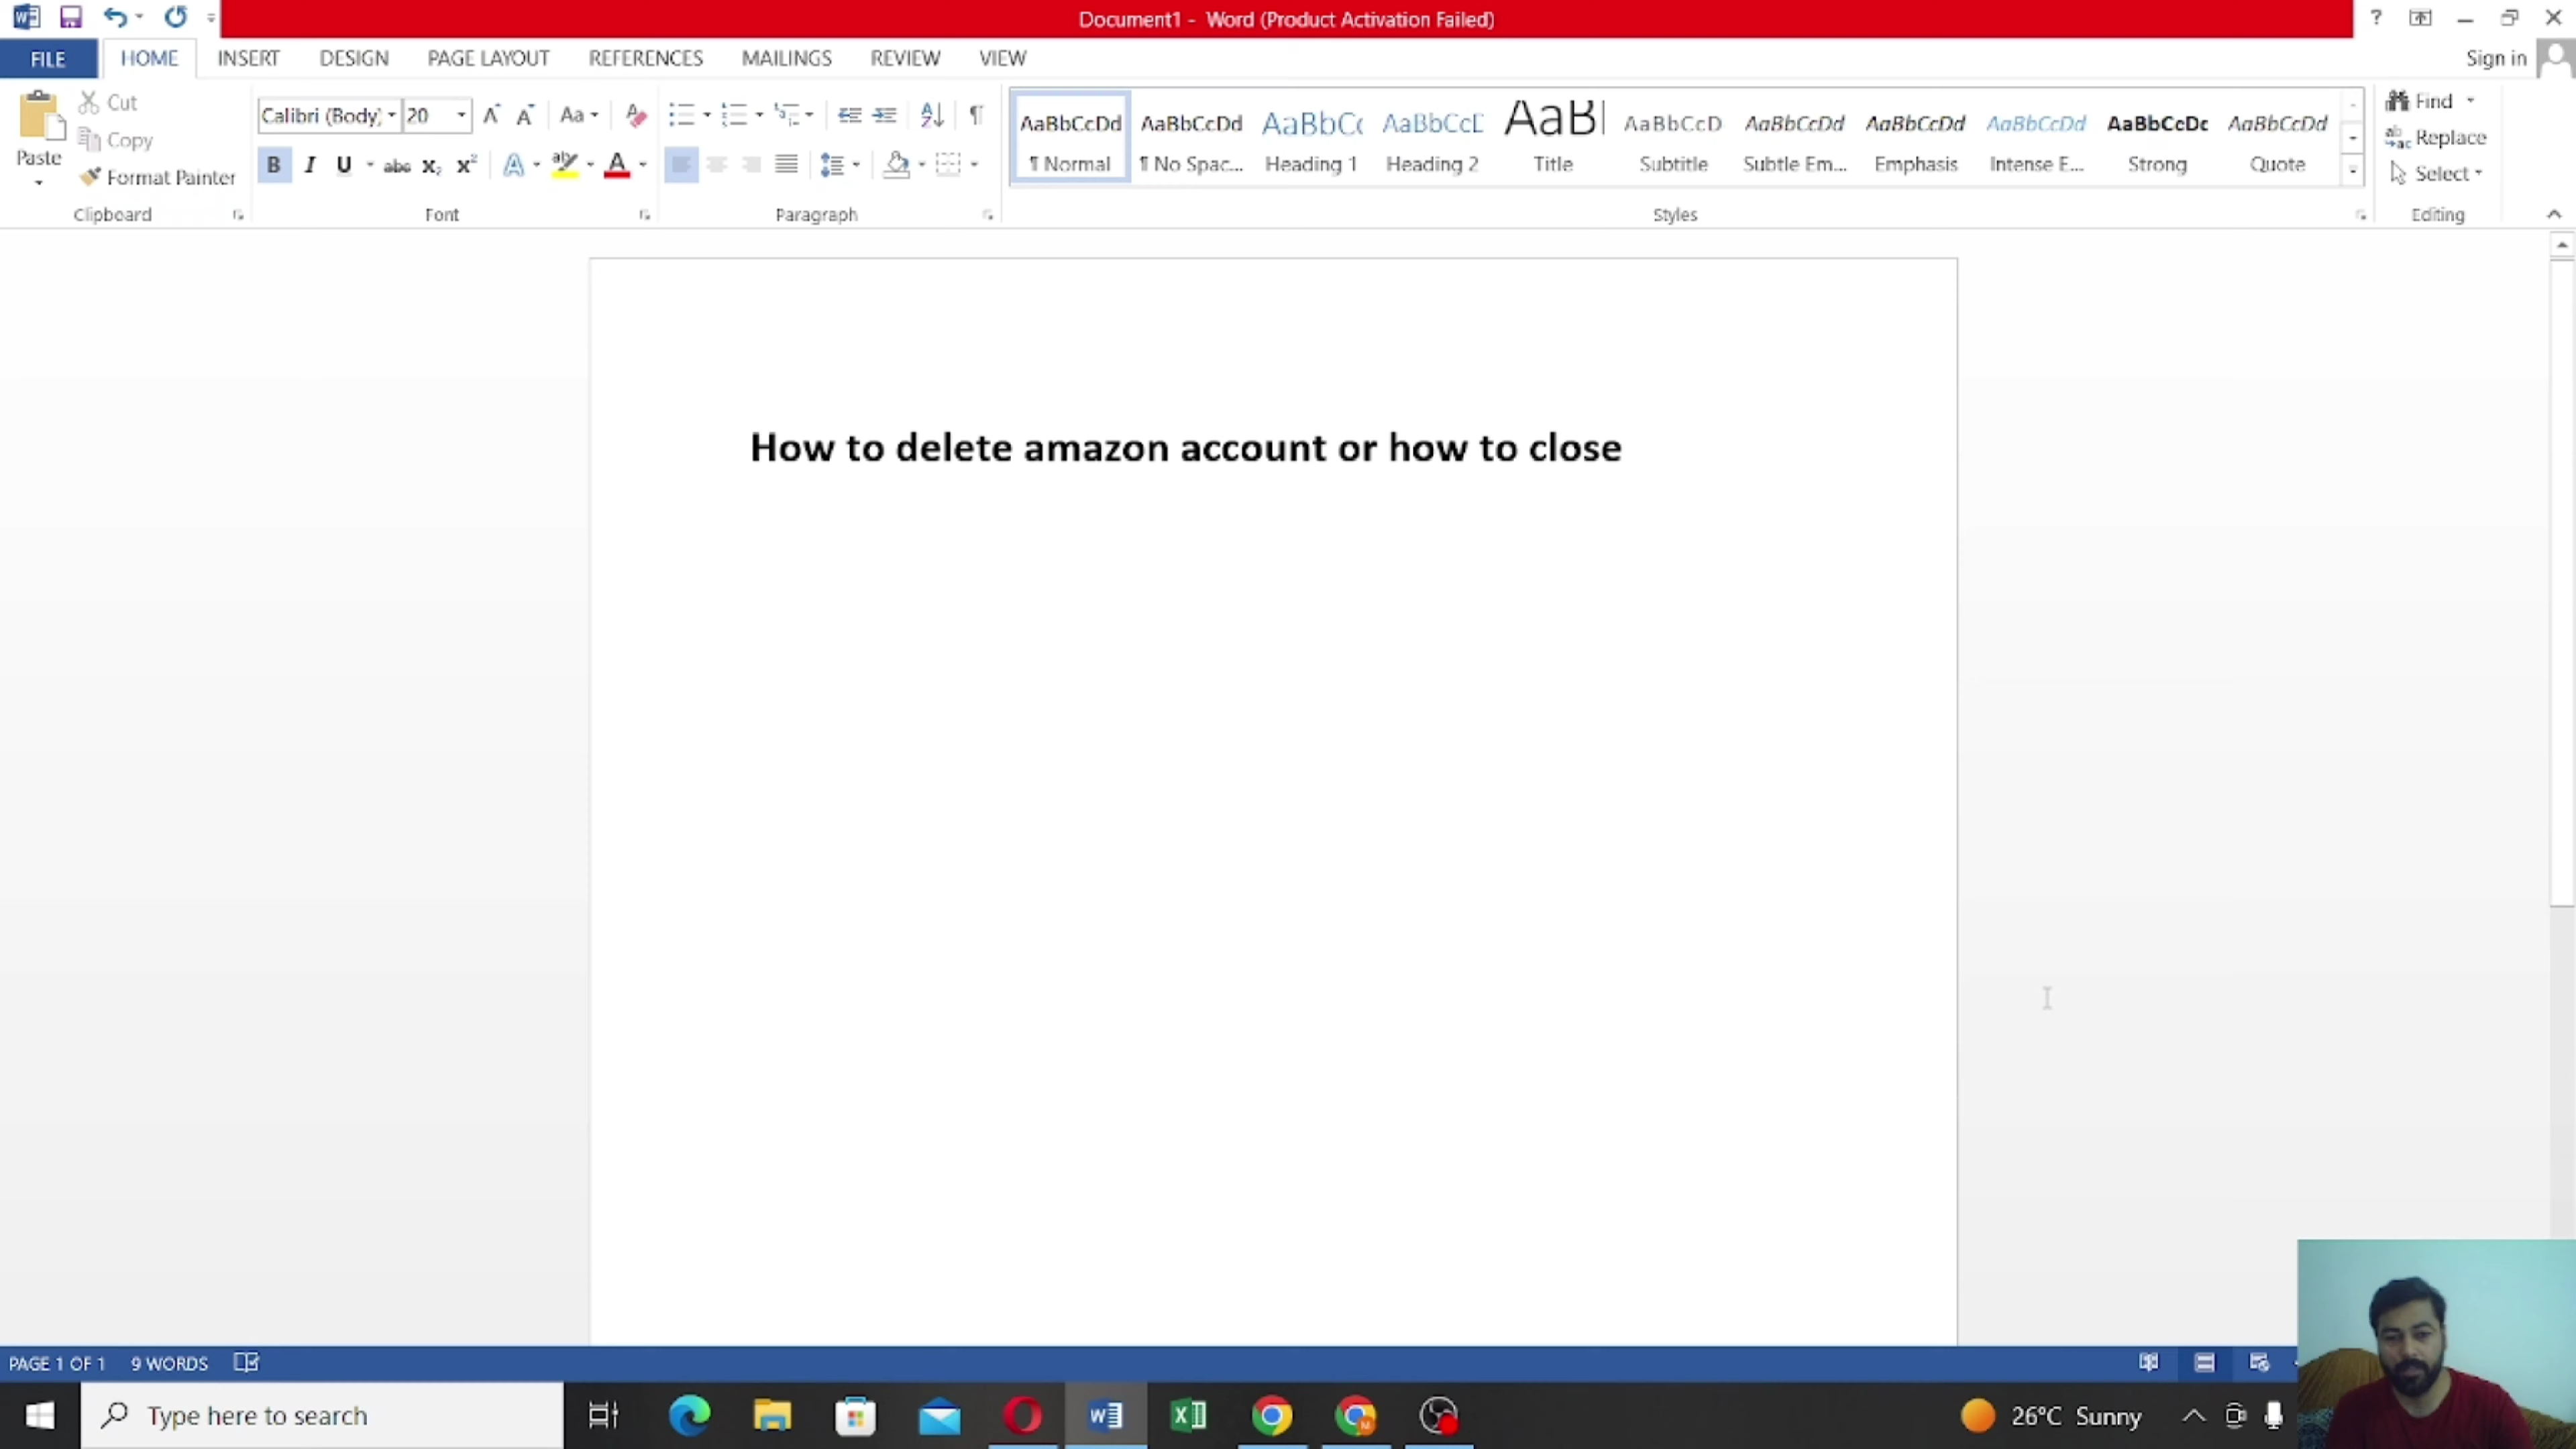 Document1 - Word (Product Activation Failed)
FILE HOME INSERT DESIGN PAGE LAYOUT REFERENCES MAILINGS REVIEW VIEW Sign in
Cut
Copy
Paste
Format Painter
Clipboard
Calibri (Body) 20
Font
Paragraph
AaBbCcDd AaBbCcDd AaBbCc AaBbCcD AaB AaBbCcD AaBbCcDd AaBbCcDd AaBbCcDd AaBbCcDc AaBbCcDd
¶ Normal ¶ No Spac... Heading 1 Heading 2 Title Subtitle Subtle Em... Emphasis Intense E... Strong Quote
Styles
Find
Replace
Select
Editing
How to delete amazon account or how to close
PAGE 1 OF 1 9 WORDS
Type here to search
26°C Sunny